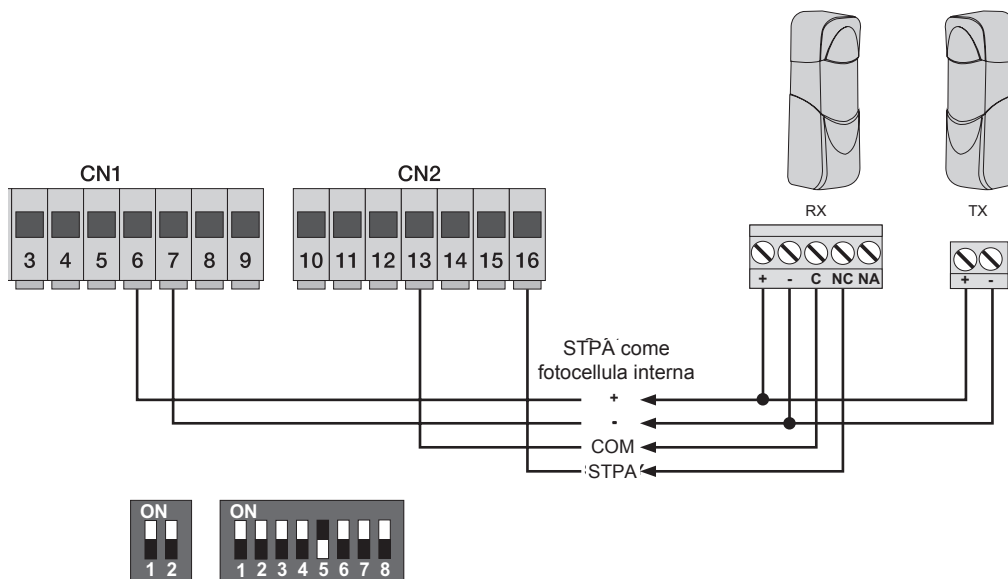 CN1
CN2
3 4 5 6 7 8 9
10 11 12 13 14 15 16
RX
TX
+ - C NC NA
+ -
STPA come
fotocellula interna
+
-
COM
STPA
ON
1 2
ON
1 2 3 4 5 6 7 8